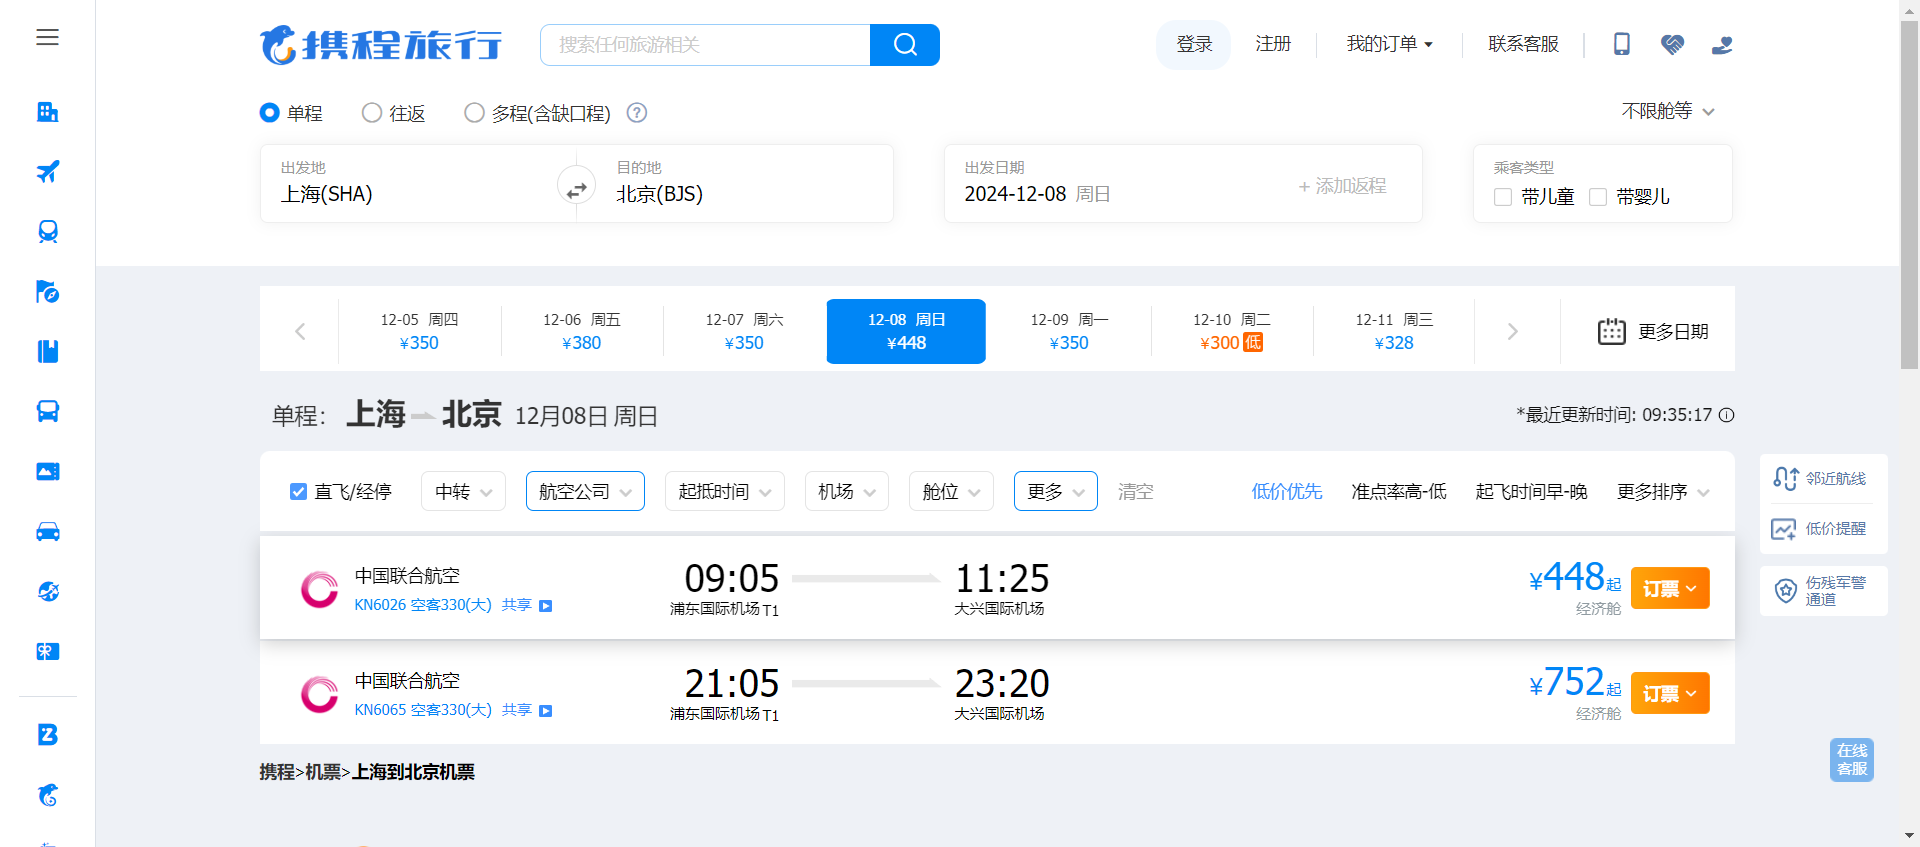 携程旅行
搜索任何旅游相关
登录
注册
我的订单
联系客服
单程
往返
多程(含缺口程)
?
不限舱等
出发地
上海(SHA)
目的地
北京(BJS)
出发日期
2024-12-08 周日
+ 添加返程
乘客类型
带儿童
带婴儿
12-05 周四
¥350
12-06 周五
¥380
12-07 周六
¥350
12-08 周日
¥448
12-09 周一
¥350
12-10 周二
¥300 低
12-11 周三
¥328
更多日期
单程: 上海 北京 12月08日 周日
*最近更新时间: 09:35:17
直飞/经停
中转
航空公司
起抵时间
机场
舱位
更多
清空
低价优先
准点率高-低
起飞时间早-晚
更多排序
中国联合航空
KN6026 空客330(大) 共享
09:05
浦东国际机场 T1
11:25
大兴国际机场
¥448起
经济舱
订票
中国联合航空
KN6065 空客330(大) 共享
21:05
浦东国际机场 T1
23:20
大兴国际机场
¥752起
经济舱
订票
携程>机票>上海到北京机票
邻近航线
低价提醒
伤残军警
通道
在线
客服